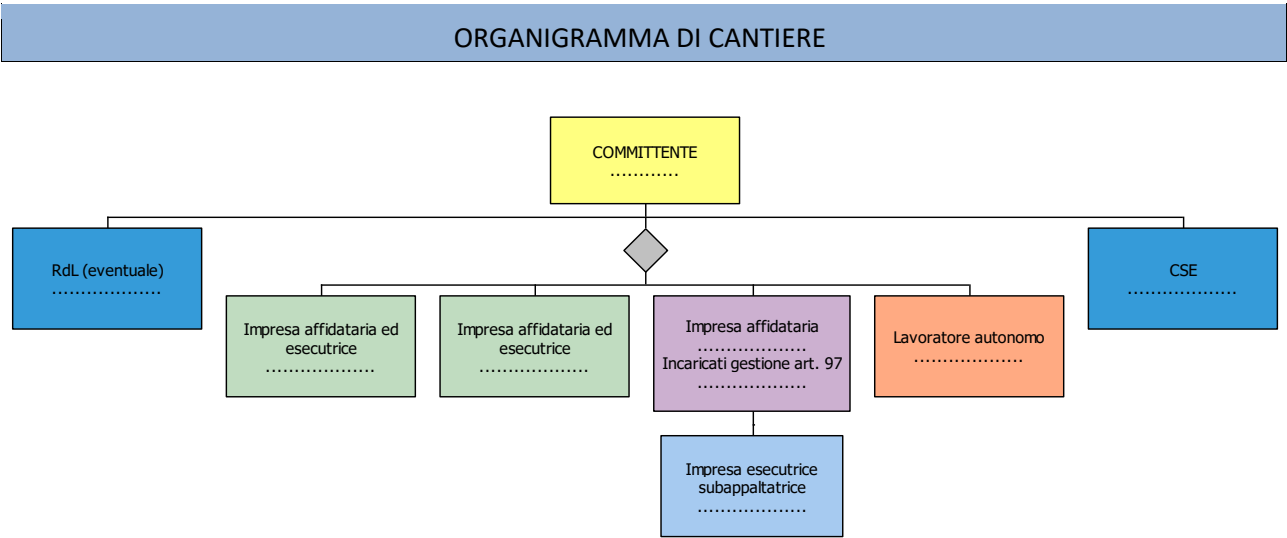 ORGANIGRAMMA DI CANTIERE
COMMITTENTE
............
RdL (eventuale)
...................
CSE
...................
Impresa affidataria ed
esecutrice
...................
Impresa affidataria ed
esecutrice
...................
Impresa affidataria
...................
Incaricati gestione art. 97
...................
Lavoratore autonomo
...................
Impresa esecutrice
subappaltatrice
...................